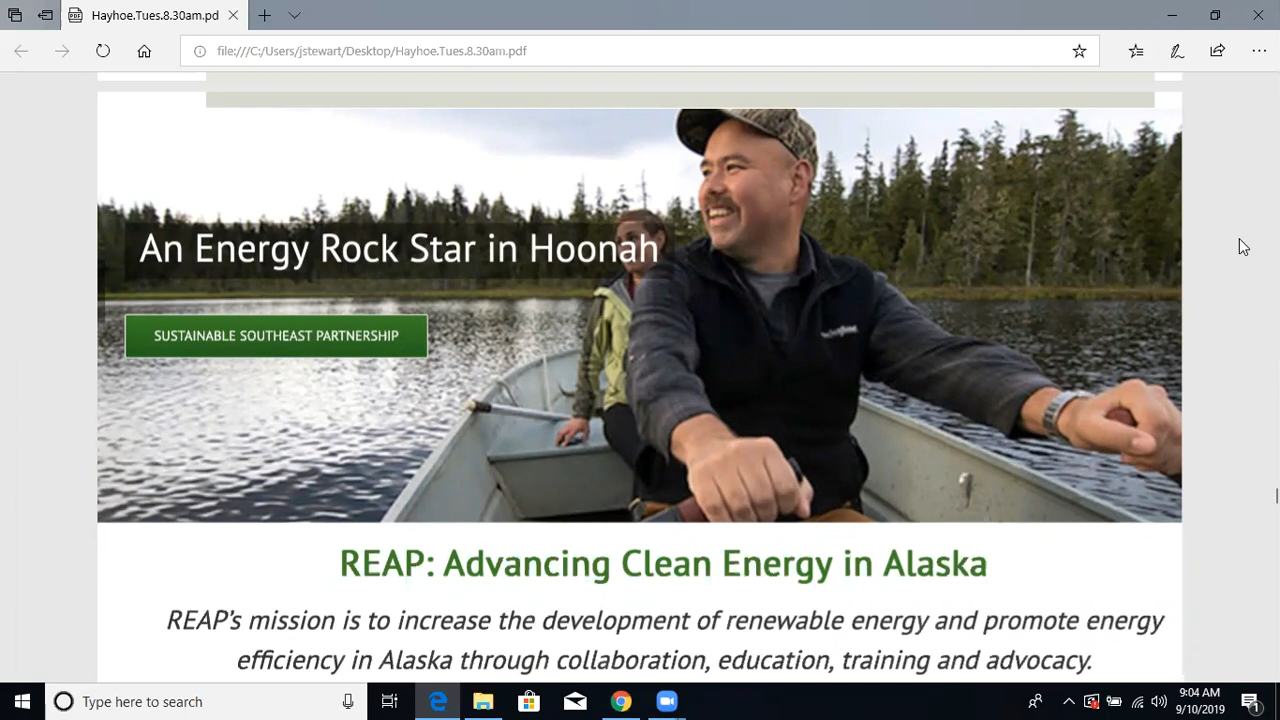 Hayhoe.Tues.8.30am.pd
file:///C:/Users/jstewart/Desktop/Hayhoe.Tues.8.30am.pdf
An Energy Rock Star in Hoonah
SUSTAINABLE SOUTHEAST PARTNERSHIP
REAP: Advancing Clean Energy in Alaska
REAP's mission is to increase the development of renewable energy and promote energy
efficiency in Alaska through collaboration, education, training and advocacy.
Type here to search
9:04 AM
9/10/2019
1